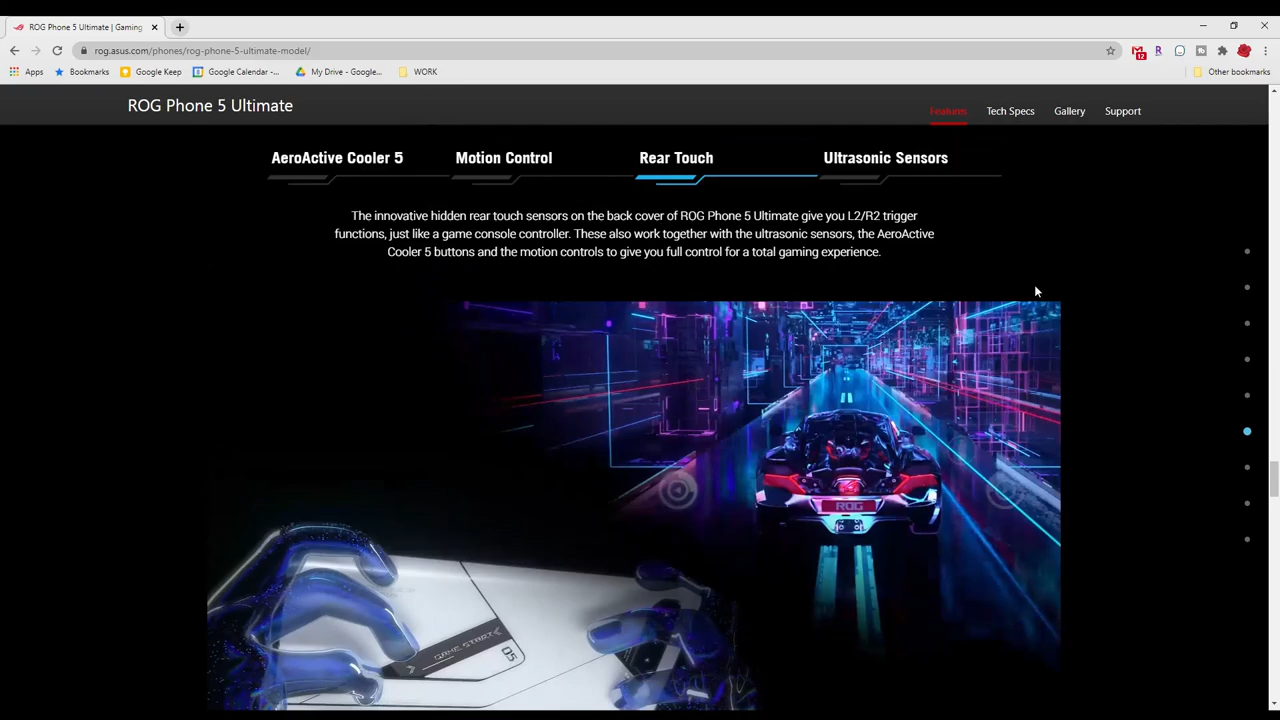 ROG Phone 5 Ultimate | Gaming
rog.asus.com/phones/rog-phone-5-ultimate-model/
12
R
Apps
Bookmarks
Google Keep
Google Calendar -...
My Drive - Google...
WORK
Other bookmarks
ROG Phone 5 Ultimate
Features
Tech Specs
Gallery
Support
AeroActive Cooler 5
Motion Control
Rear Touch
Ultrasonic Sensors
The innovative hidden rear touch sensors on the back cover of ROG Phone 5 Ultimate give you L2/R2 trigger
functions, just like a game console controller. These also work together with the ultrasonic sensors, the AeroActive
Cooler 5 buttons and the motion controls to give you full control for a total gaming experience.
ROG
GAME START
05